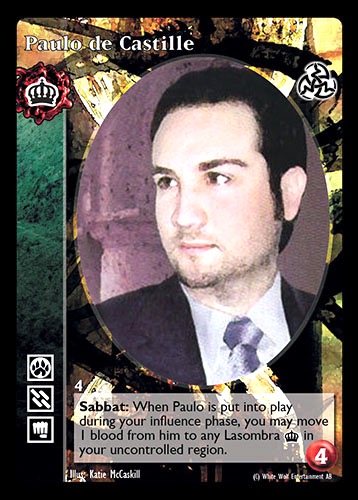 Paulo de Castille
4
Sabbat: When Paulo is put into play
during your influence phase, you may move
1 blood from him to any Lasombra in
your uncontrolled region.
4
Illus: Katie McCaskill
(C) White Wolf Entertainment AB